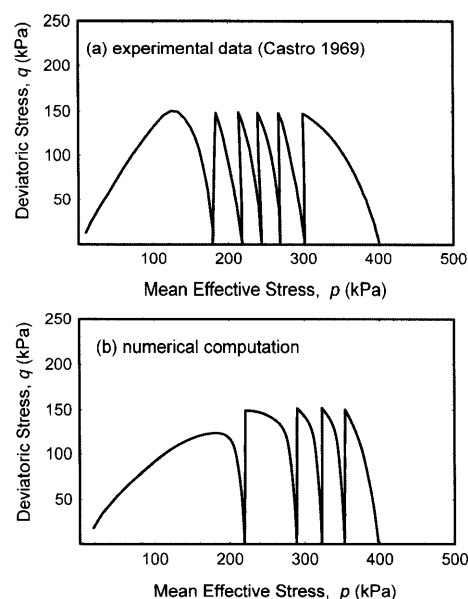 250
(a) experimental data (Castro 1969)
200
150
100
50
Deviatoric Stress, q (kPa)
100 200 300 400 500
Mean Effective Stress, p (kPa)
250
(b) numerical computation
200
150
100
50
Deviatoric Stress, q (kPa)
100 200 300 400 500
Mean Effective Stress, p (kPa)